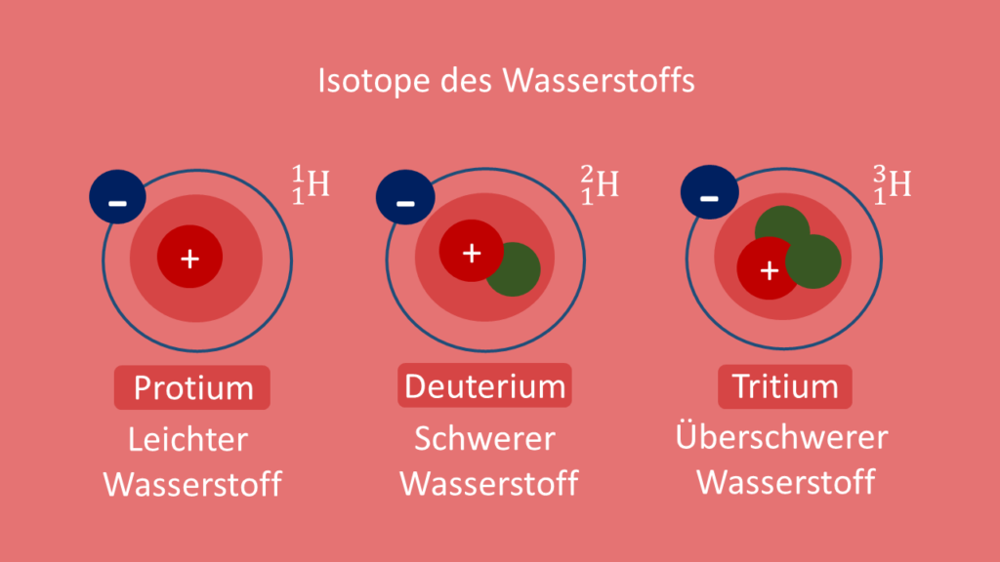 Isotope des Wasserstoffs
- + ¹₁H
- + ²₁H
- + ³₁H
Protium
Leichter
Wasserstoff
Deuterium
Schwerer
Wasserstoff
Tritium
Überschwerer
Wasserstoff